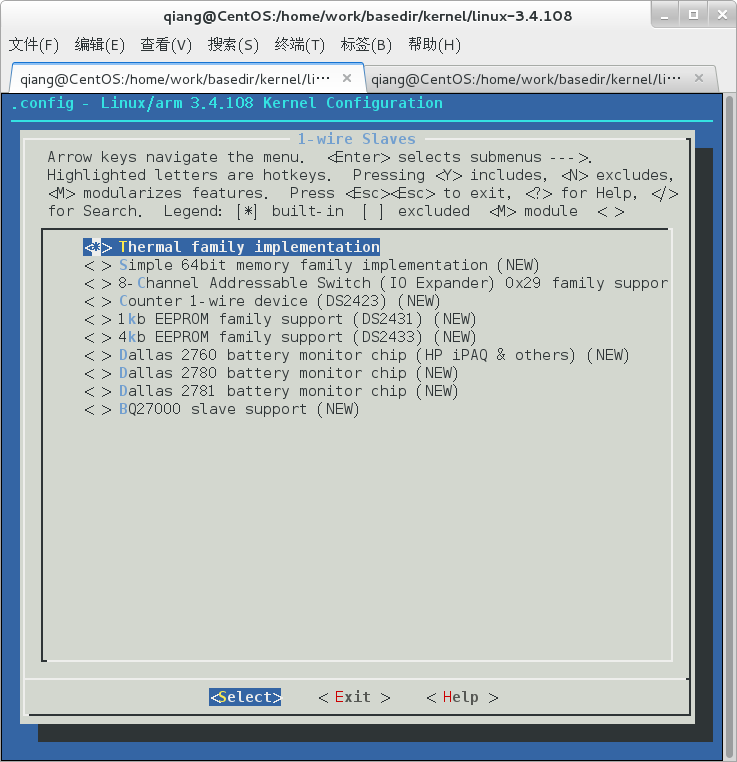 qiang@CentOS:/home/work/basedir/kernel/linux-3.4.108
文件(F) 编辑(E) 查看(V) 搜索(S) 终端(T) 标签(B) 帮助(H)
qiang@CentOS:/home/work/basedir/kernel/li··· × qiang@CentOS:/home/work/basedir/kernel/li··· ×
.config - Linux/arm 3.4.108 Kernel Configuration
1-wire Slaves
Arrow keys navigate the menu. <Enter> selects submenus --->.
Highlighted letters are hotkeys. Pressing <Y> includes, <N> excludes,
<M> modularizes features. Press <Esc><Esc> to exit, <?> for Help, </>
for Search. Legend: [*] built-in [ ] excluded <M> module < >
<*> Thermal family implementation
< > Simple 64bit memory family implementation (NEW)
< > 8-Channel Addressable Switch (IO Expander) 0x29 family suppor
< > Counter 1-wire device (DS2423) (NEW)
< > 1kb EEPROM family support (DS2431) (NEW)
< > 4kb EEPROM family support (DS2433) (NEW)
< > Dallas 2760 battery monitor chip (HP iPAQ & others) (NEW)
< > Dallas 2780 battery monitor chip (NEW)
< > Dallas 2781 battery monitor chip (NEW)
< > BQ27000 slave support (NEW)
<Select> < Exit > < Help >